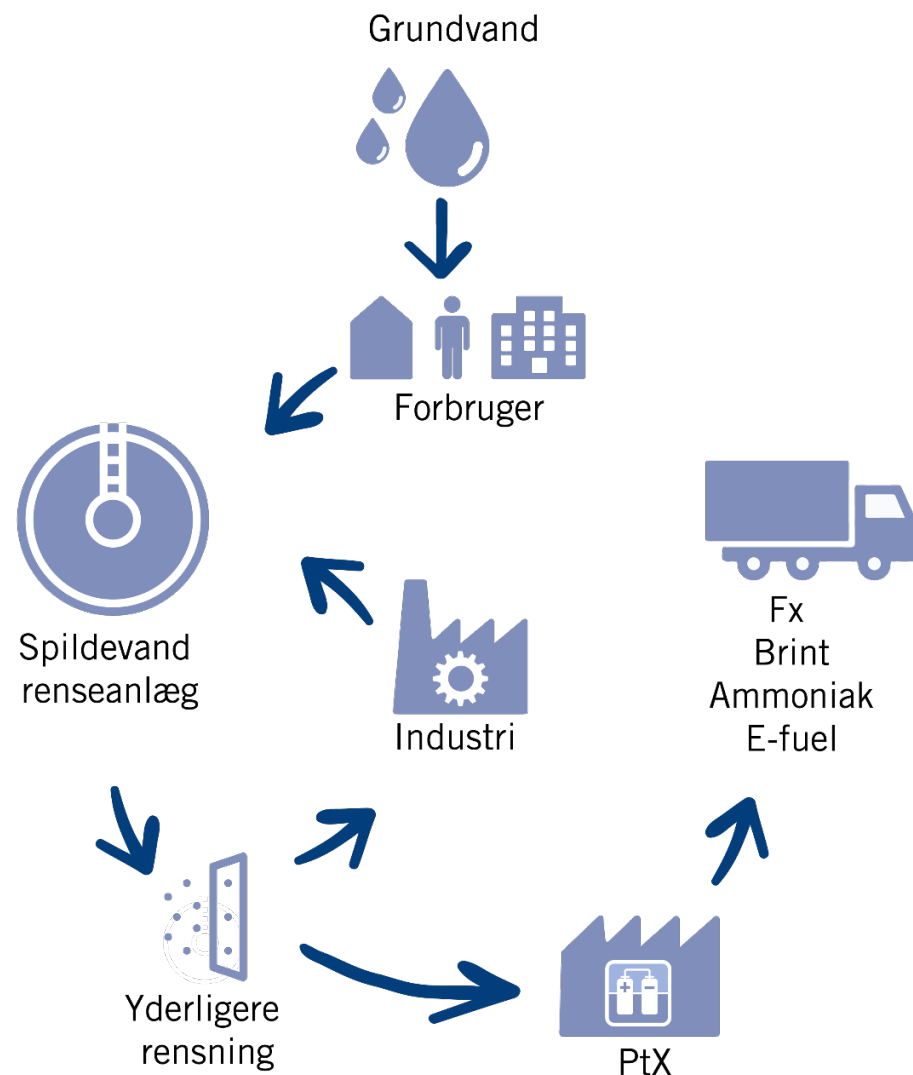 Grundvand
Forbruger
Spildevand
renseanlæg
Industri
Fx
Brint
Ammoniak
E-fuel
Yderligere
rensning
PtX